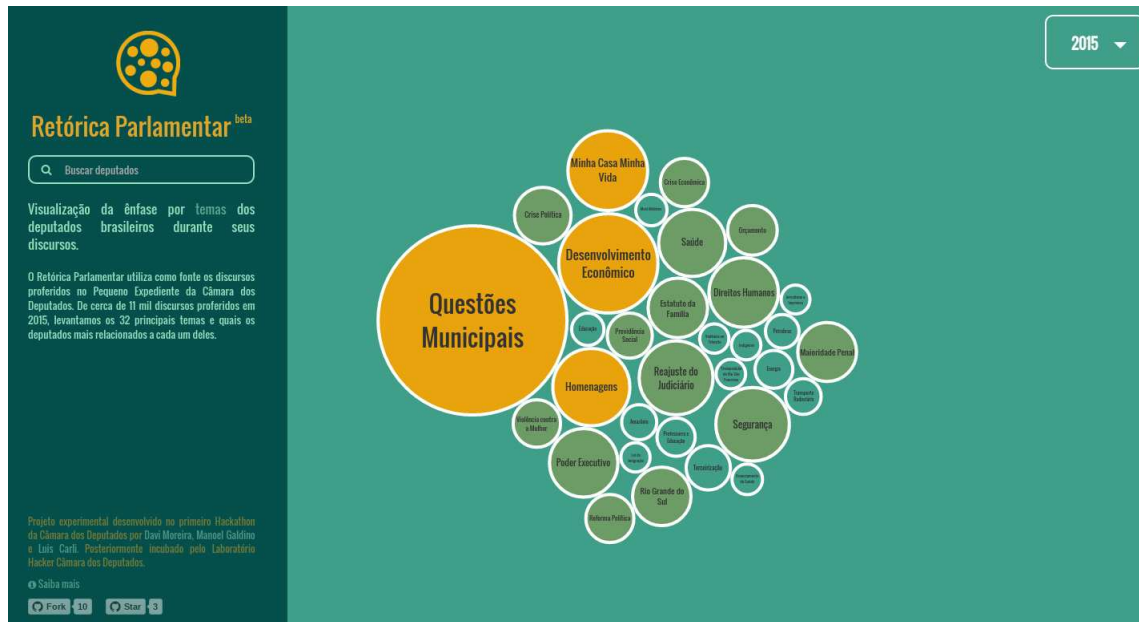 Retórica Parlamentar beta
Buscar deputados
Visualização da ênfase por temas dos
deputados brasileiros durante seus
discursos.
O Retórica Parlamentar utiliza como fonte os discursos
proferidos no Pequeno Expediente da Câmara dos
Deputados. De cerca de 11 mil discursos proferidos em
2015, levantamos os 32 principais temas e quais os
deputados mais relacionados a cada um deles.
Projeto experimental desenvolvido no primeiro Hackathon
da Câmara dos Deputados por Davi Moreira, Manoel Galdino
e Luis Carli. Posteriormente incubado pelo Laboratório
Hacker Câmara dos Deputados.
Saiba mais
Fork 10 Star 3
2015
Minha Casa Minha
Vida
Crise Econômica
Crise Política
Orçamento
Saúde
Desenvolvimento
Econômico
Direitos Humanos
Questões
Municipais
Estatuto da
Família
Educação
Previdência
Social
Petrobras
Indígenas
Maioridade Penal
Energia
Reajuste do
Judiciário
Homenagens
Transporte
Rodoviário
Violência contra
a Mulher
Segurança
Professores e
Educação
Poder Executivo
Terceirização
Rio Grande do
Sul
Reforma Política